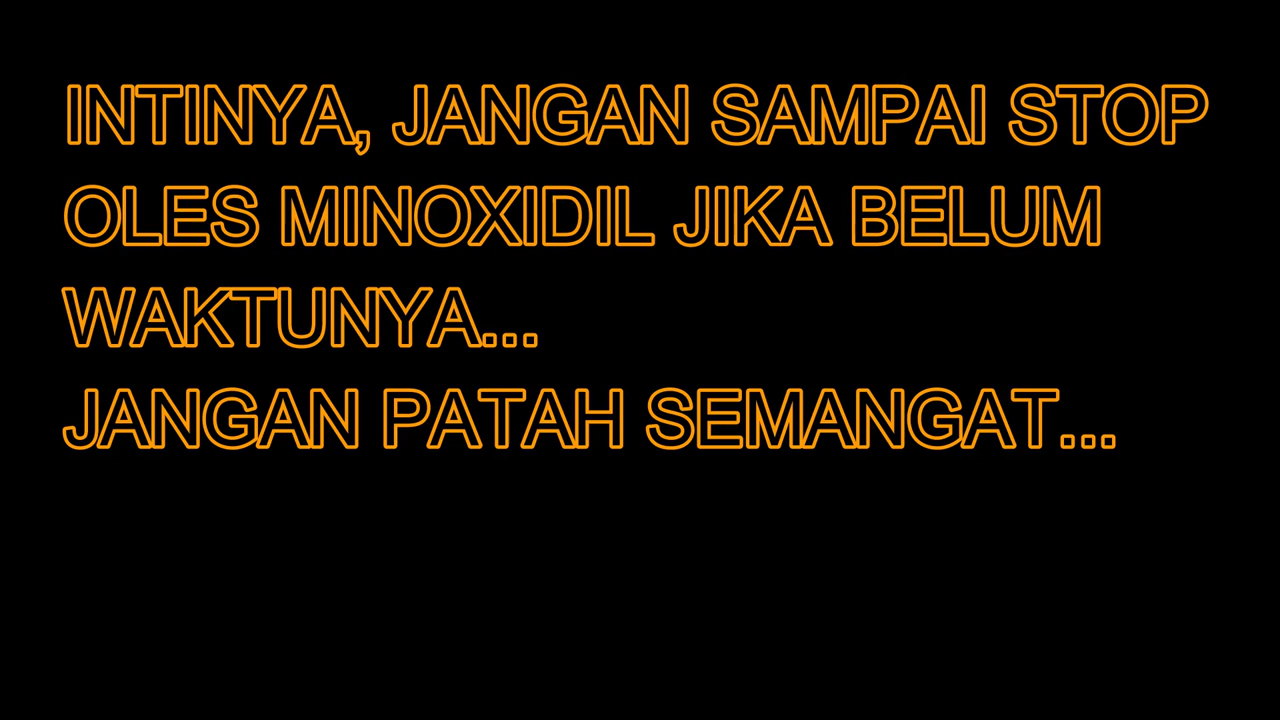 INTINYA, JANGAN SAMPAI STOP
OLES MINOXIDIL JIKA BELUM
WAKTUNYA...
JANGAN PATAH SEMANGAT...